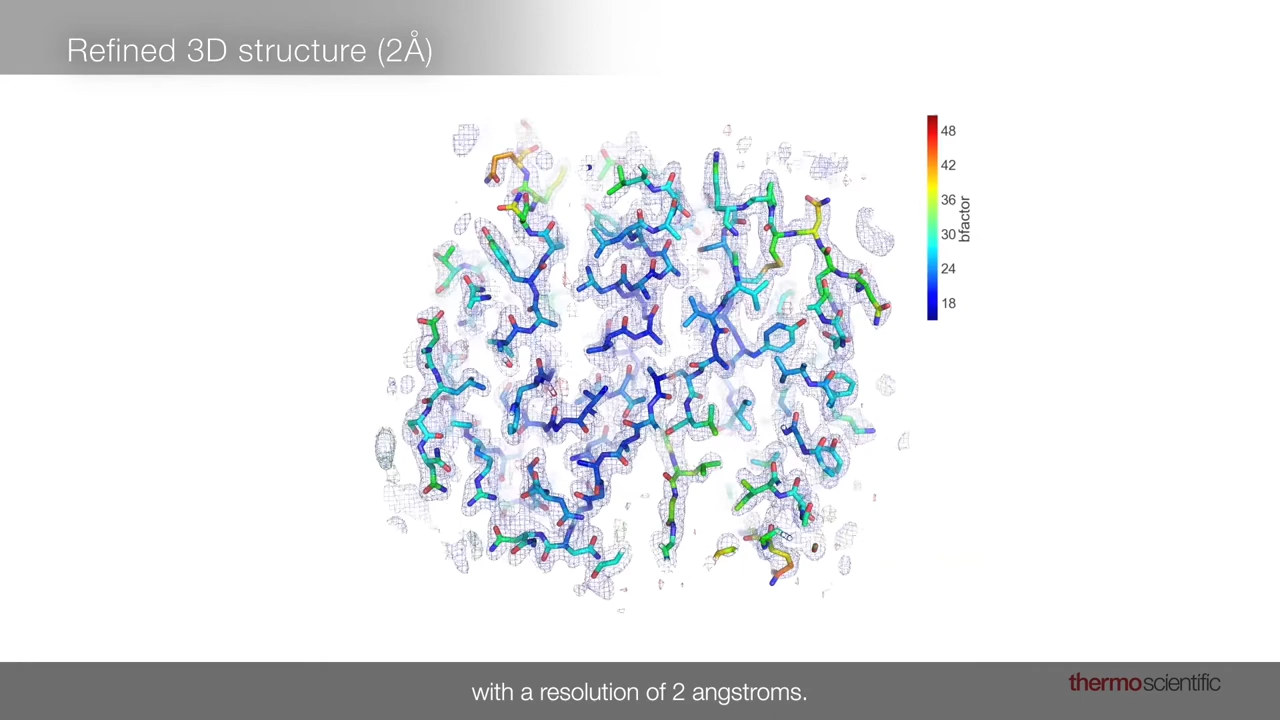 Refined 3D structure (2Å)
48
42
36
30
24
18
bfactor
with a resolution of 2 angstroms.
thermoscientific